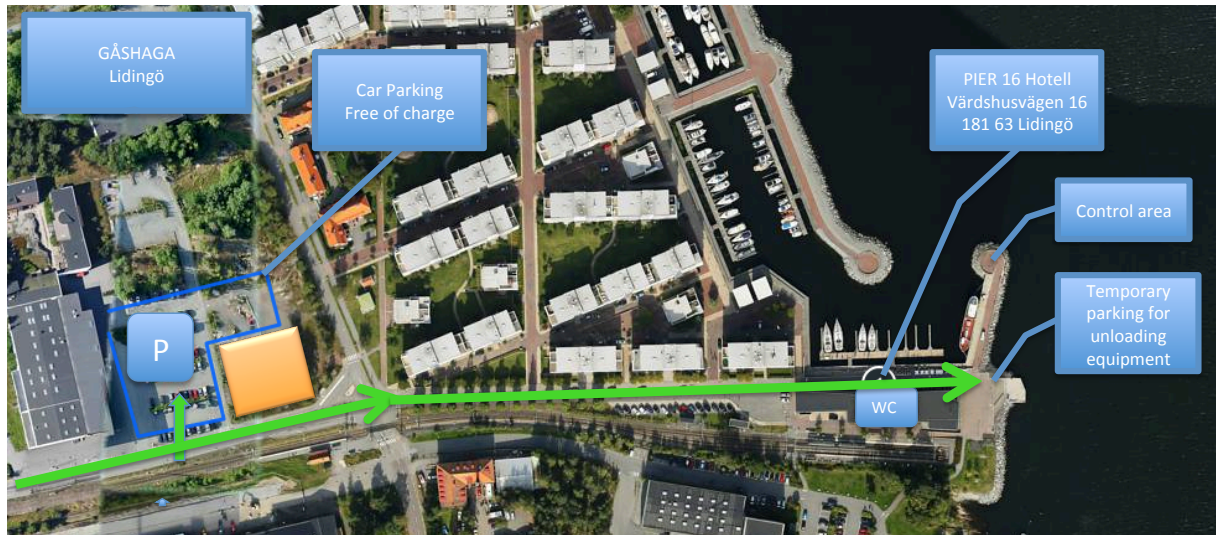 GÅSHAGA
Lidingö
Car Parking
Free of charge
PIER 16 Hotell
Värdshusvägen 16
181 63 Lidingö
Control area
Temporary
parking for
unloading
equipment
P
WC